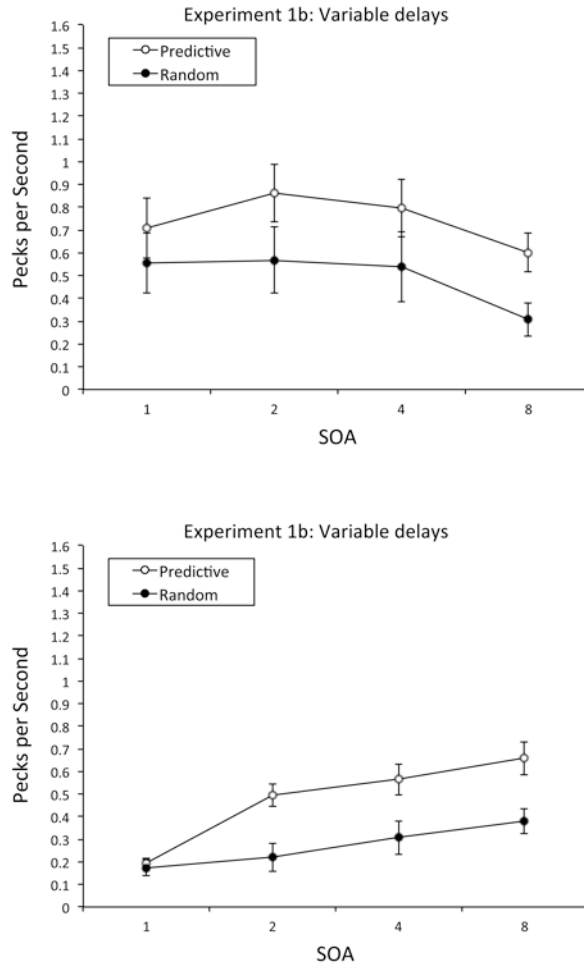 Experiment 1b: Variable delays
Predictive
Random
Pecks per Second
1.6
1.5
1.4
1.3
1.2
1.1
1
0.9
0.8
0.7
0.6
0.5
0.4
0.3
0.2
0.1
0
1 2 4 8
SOA
Experiment 1b: Variable delays
Predictive
Random
Pecks per Second
1.6
1.5
1.4
1.3
1.2
1.1
1
0.9
0.8
0.7
0.6
0.5
0.4
0.3
0.2
0.1
0
1 2 4 8
SOA